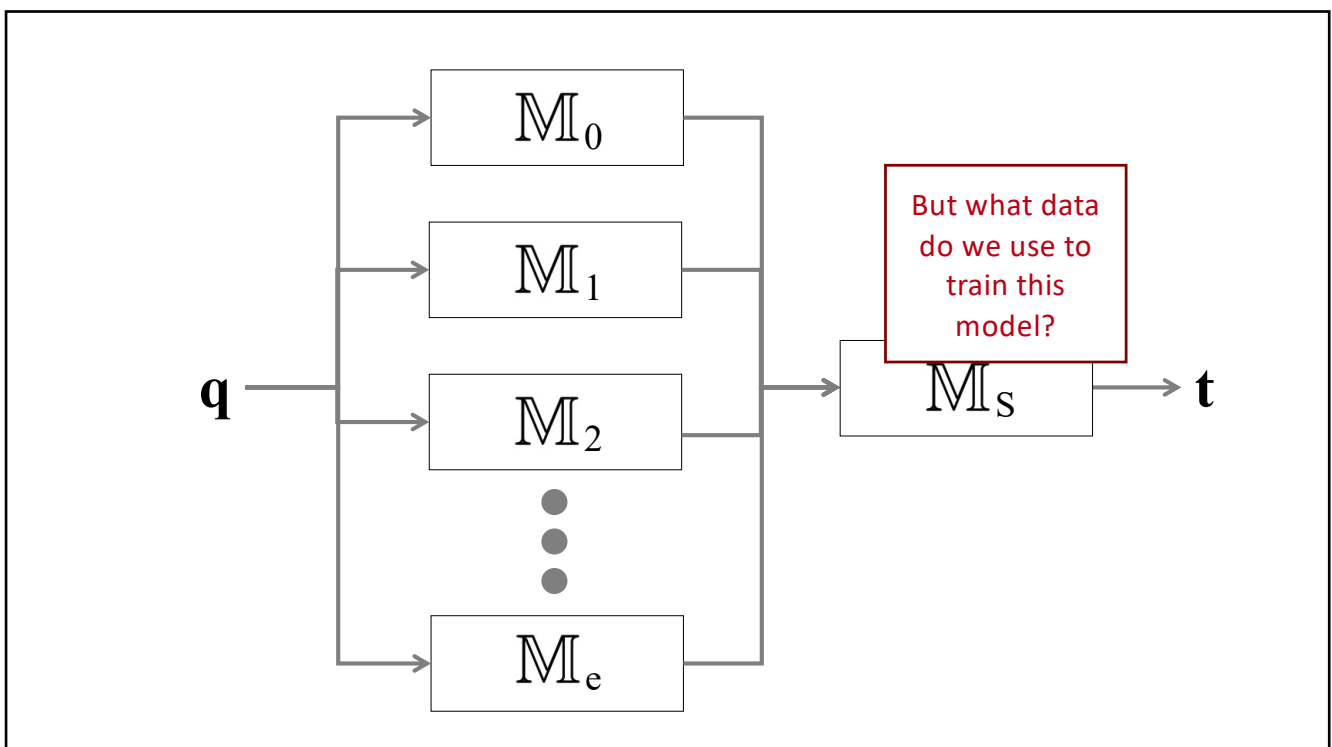 𝕄0
𝕄1
q
𝕄2
𝕄e
But what data
do we use to
train this
model?
𝕄S
t